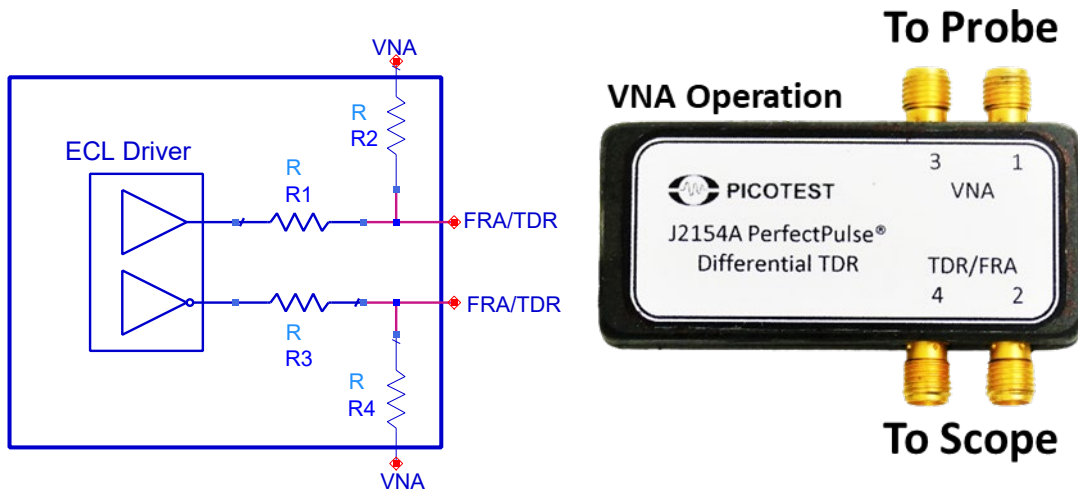 VNA
R
R2
ECL Driver
R
R1
FRA/TDR
FRA/TDR
R
R3
R
R4
VNA
To Probe
VNA Operation
3 1
VNA
PICOTEST
J2154A PerfectPulse®
Differential TDR
TDR/FRA
4 2
To Scope